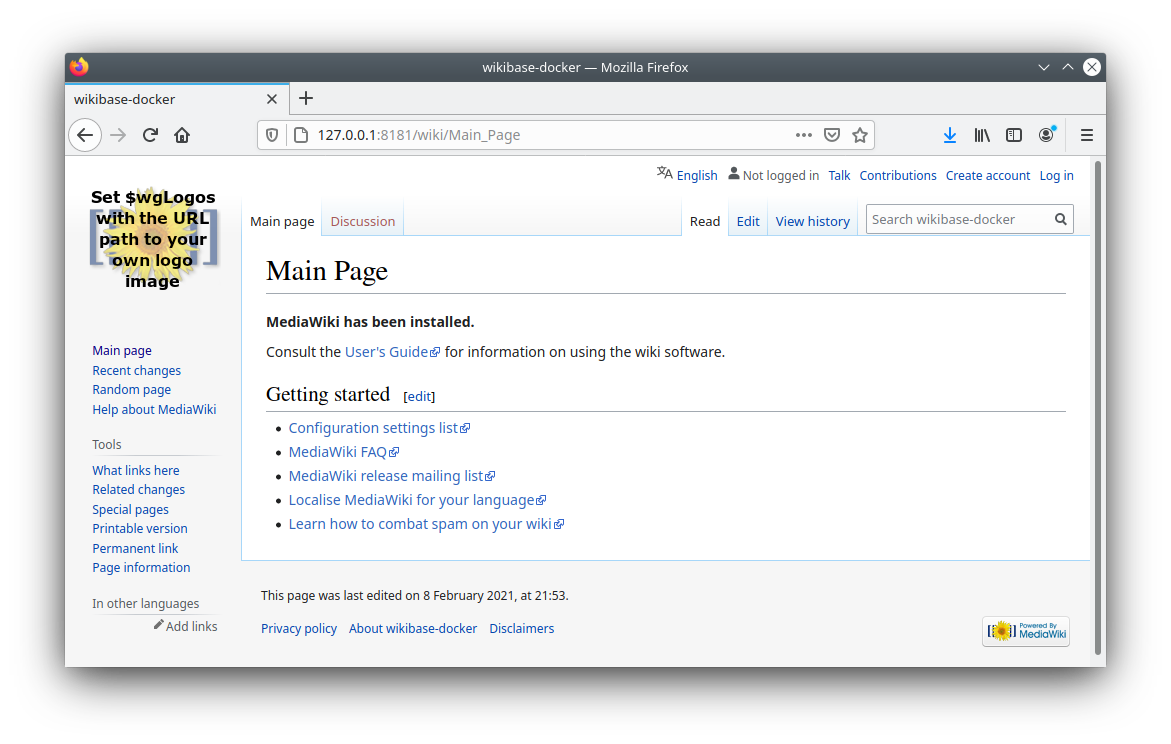 wikibase-docker — Mozilla Firefox
wikibase-docker
127.0.0.1:8181/wiki/Main_Page
English Not logged in Talk Contributions Create account Log in
Set $wgLogos
with the URL
path to your
own logo
image
Main page Discussion Read Edit View history Search wikibase-docker
Main Page
MediaWiki has been installed.
Consult the User's Guide for information on using the wiki software.
Getting started [edit]
Configuration settings list
MediaWiki FAQ
MediaWiki release mailing list
Localise MediaWiki for your language
Learn how to combat spam on your wiki
Main page
Recent changes
Random page
Help about MediaWiki
Tools
What links here
Related changes
Special pages
Printable version
Permanent link
Page information
In other languages
Add links
This page was last edited on 8 February 2021, at 21:53.
Privacy policy About wikibase-docker Disclaimers
Powered By
MediaWiki